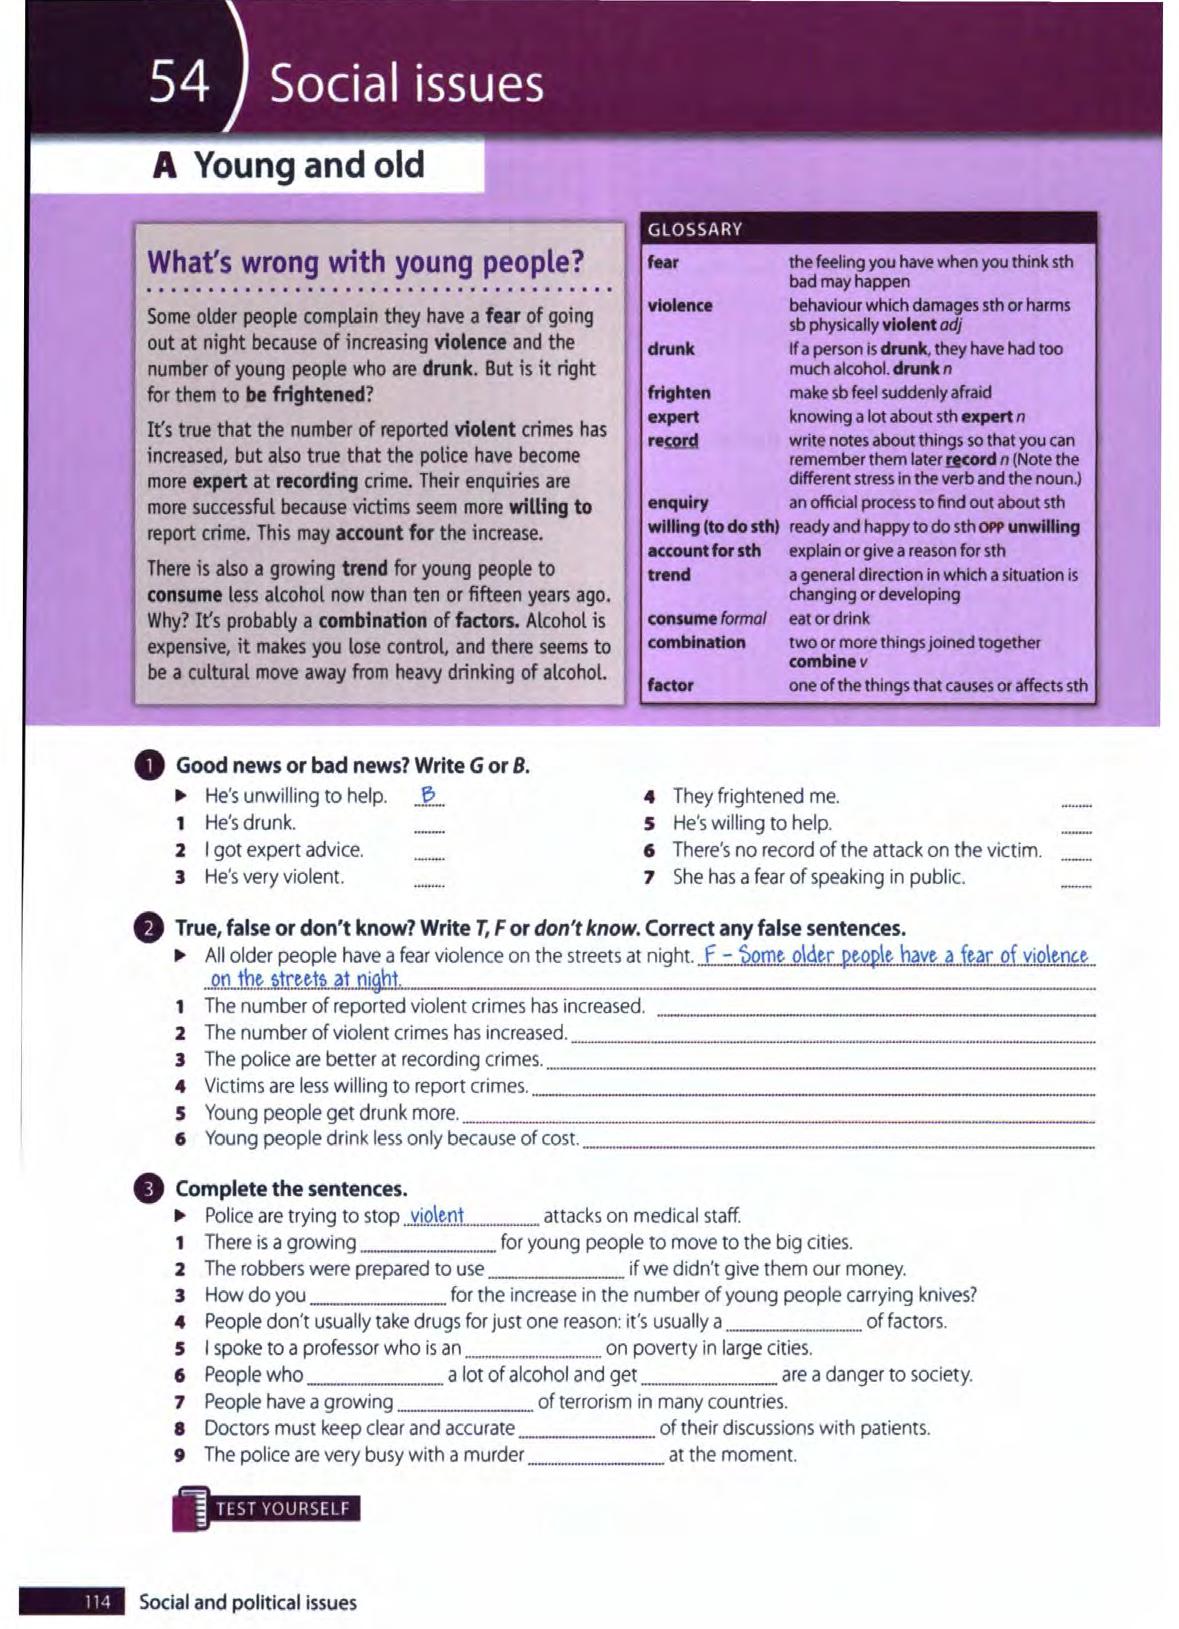 54 Social issues
A Young and old
What's wrong with young people?
Some older people complain they have a fear of going
out at night because of increasing violence and the
number of young people who are drunk. But is it right
for them to be frightened?
It's true that the number of reported violent crimes has
increased, but also true that the police have become
more expert at recording crime. Their enquiries are
more successful because victims seem more willing to
report crime. This may account for the increase.
There is also a growing trend for young people to
consume less alcohol now than ten or fifteen years ago.
Why? It's probably a combination of factors. Alcohol is
expensive, it makes you lose control, and there seems to
be a cultural move away from heavy drinking of alcohol.
GLOSSARY
fear the feeling you have when you think sth
bad may happen
violence behaviour which damages sth or harms
sb physically violent adj
drunk If a person is drunk, they have had too
much alcohol. drunk n
frighten make sb feel suddenly afraid
expert knowing a lot about sth expert n
record write notes about things so that you can
remember them later record n (Note the
different stress in the verb and the noun.)
enquiry an official process to find out about sth
willing (to do sth) ready and happy to do sth OPP unwilling
account for sth explain or give a reason for sth
trend a general direction in which a situation is
changing or developing
consume formal eat or drink
combination two or more things joined together
combine v
factor one of the things that causes or affects sth
1 Good news or bad news? Write G or B.
▶ He's unwilling to help. B
1 He's drunk.
2 I got expert advice.
3 He's very violent.
4 They frightened me.
5 He's willing to help.
6 There's no record of the attack on the victim.
7 She has a fear of speaking in public.
2 True, false or don't know? Write T, F or don't know. Correct any false sentences.
▶ All older people have a fear violence on the streets at night. F – Some older people have a fear of violence
on the streets at night.
1 The number of reported violent crimes has increased.
2 The number of violent crimes has increased.
3 The police are better at recording crimes.
4 Victims are less willing to report crimes.
5 Young people get drunk more.
6 Young people drink less only because of cost.
3 Complete the sentences.
▶ Police are trying to stop violent attacks on medical staff.
1 There is a growing ........ for young people to move to the big cities.
2 The robbers were prepared to use ........ if we didn't give them our money.
3 How do you ........ for the increase in the number of young people carrying knives?
4 People don't usually take drugs for just one reason: it's usually a ........ of factors.
5 I spoke to a professor who is an ........ on poverty in large cities.
6 People who ........ a lot of alcohol and get ........ are a danger to society.
7 People have a growing ........ of terrorism in many countries.
8 Doctors must keep clear and accurate ........ of their discussions with patients.
9 The police are very busy with a murder ........ at the moment.
TEST YOURSELF
114 Social and political issues